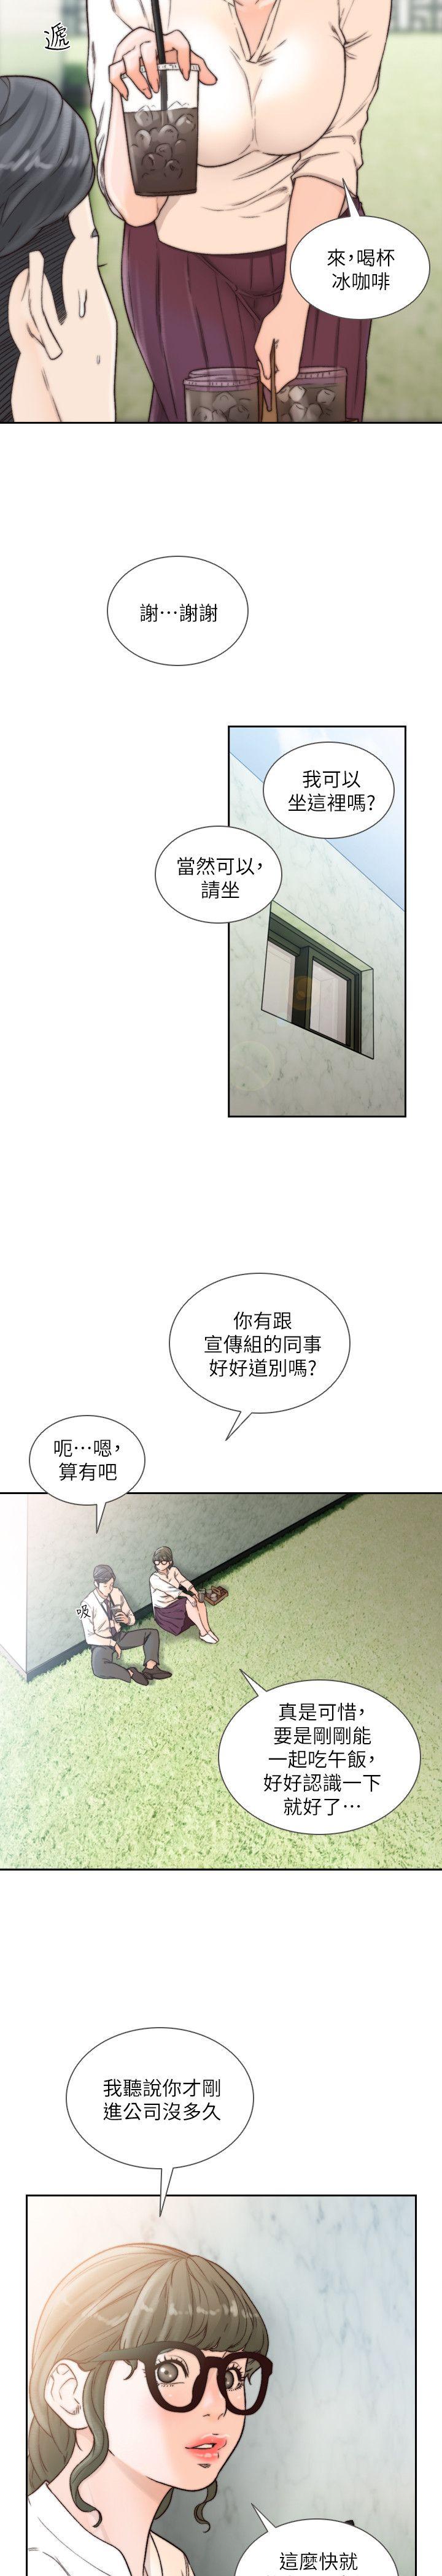 遞
來，喝杯
冰咖啡
謝…謝謝
我可以
坐這裡嗎?
當然可以，
請坐
你有跟
宣傳組的同事
好好道別嗎?
呃…嗯，
算有吧
吸
真是可惜，
要是剛剛能
一起吃午飯，
好好認識一下
就好了…
我聽說你才剛
進公司沒多久
這麼快就